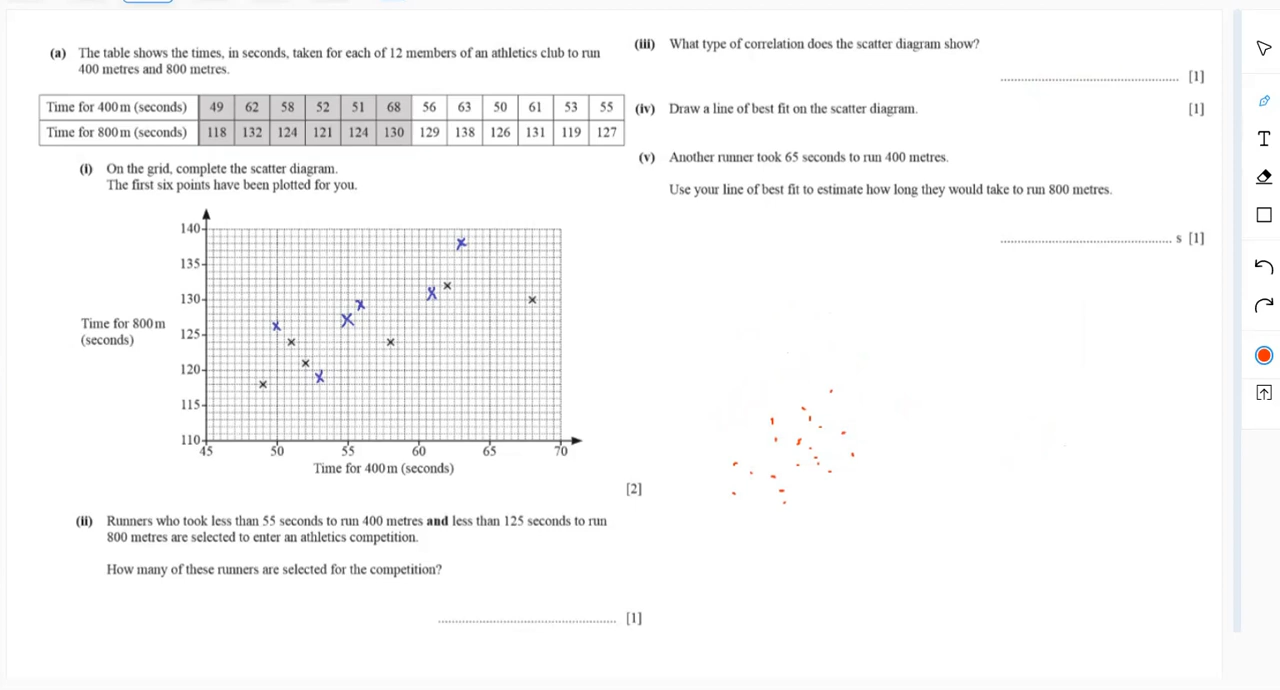 (a) The table shows the times, in seconds, taken for each of 12 members of an athletics club to run
400 metres and 800 metres.
Time for 400 m (seconds) 49 62 58 52 51 68 56 63 50 61 53 55
Time for 800 m (seconds) 118 132 124 121 124 130 129 138 126 131 119 127
(i) On the grid, complete the scatter diagram.
The first six points have been plotted for you.
140
135
130
125
120
115
110
Time for 800 m
(seconds)
45 50 55 60 65 70
Time for 400 m (seconds)
[2]
(ii) Runners who took less than 55 seconds to run 400 metres and less than 125 seconds to run
800 metres are selected to enter an athletics competition.
How many of these runners are selected for the competition?
[1]
(iii) What type of correlation does the scatter diagram show?
[1]
(iv) Draw a line of best fit on the scatter diagram. [1]
(v) Another runner took 65 seconds to run 400 metres.
Use your line of best fit to estimate how long they would take to run 800 metres.
s [1]
T